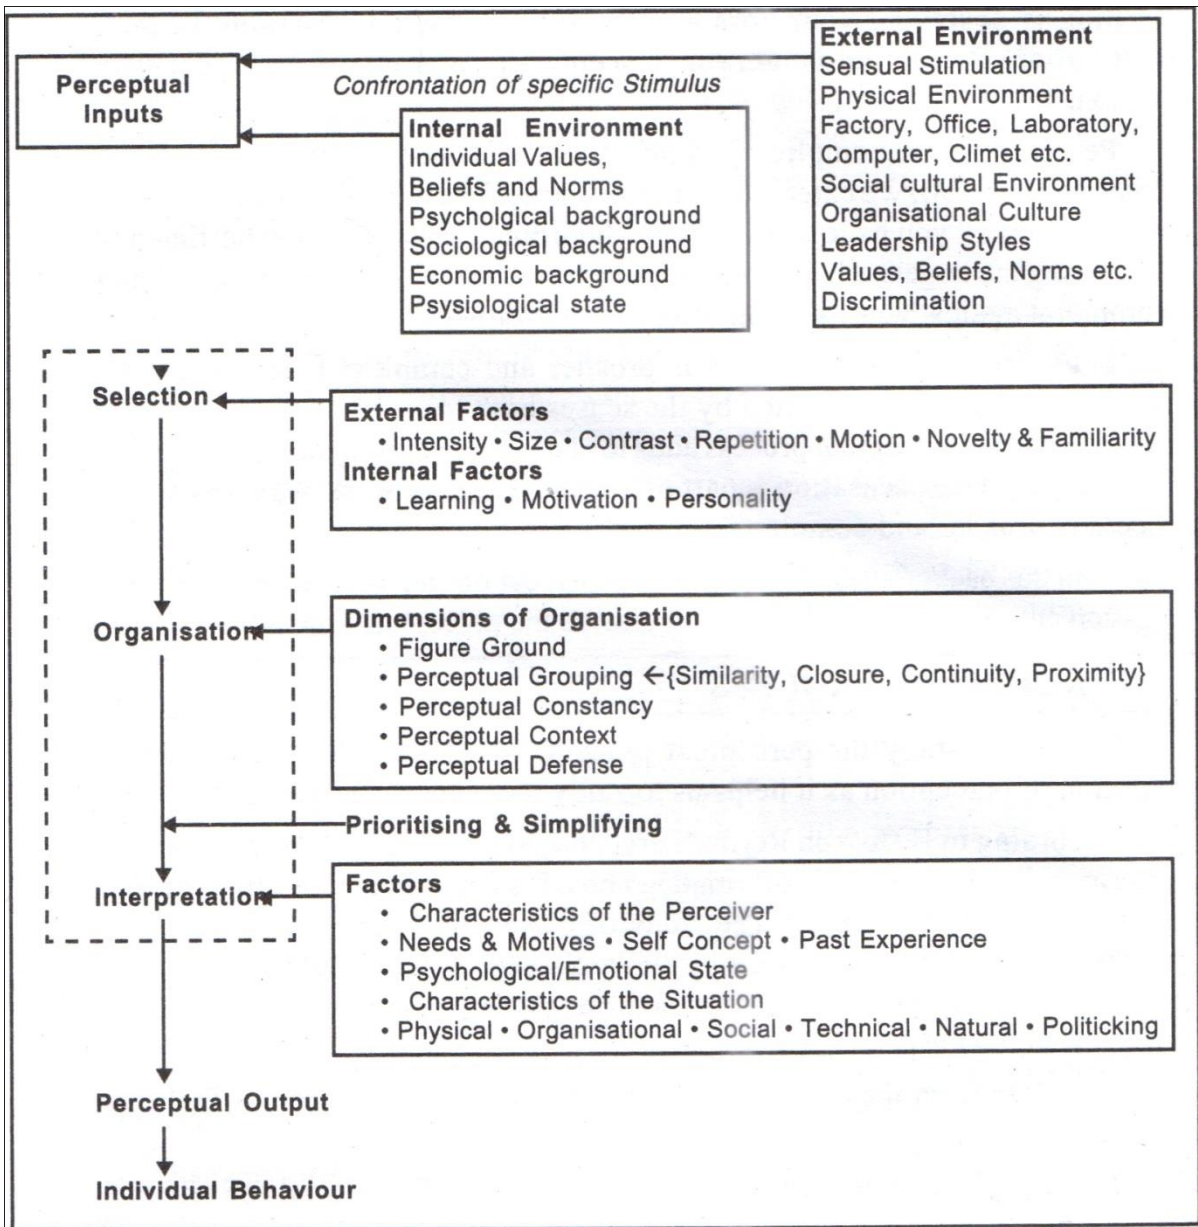 Perceptual
Inputs
Confrontation of specific Stimulus
External Environment
Sensual Stimulation
Physical Environment
Factory, Office, Laboratory,
Computer, Climet etc.
Social cultural Environment
Organisational Culture
Leadership Styles
Values, Beliefs, Norms etc.
Discrimination
Internal Environment
Individual Values,
Beliefs and Norms
Psycholgical background
Sociological background
Economic background
Psysiological state
Selection
External Factors
• Intensity • Size • Contrast • Repetition • Motion • Novelty & Familiarity
Internal Factors
• Learning • Motivation • Personality
Organisation
Dimensions of Organisation
• Figure Ground
• Perceptual Grouping ←{Similarity, Closure, Continuity, Proximity}
• Perceptual Constancy
• Perceptual Context
• Perceptual Defense
Prioritising & Simplifying
Interpretation
Factors
• Characteristics of the Perceiver
• Needs & Motives • Self Concept • Past Experience
• Psychological/Emotional State
• Characteristics of the Situation
• Physical • Organisational • Social • Technical • Natural • Politicking
Perceptual Output
Individual Behaviour